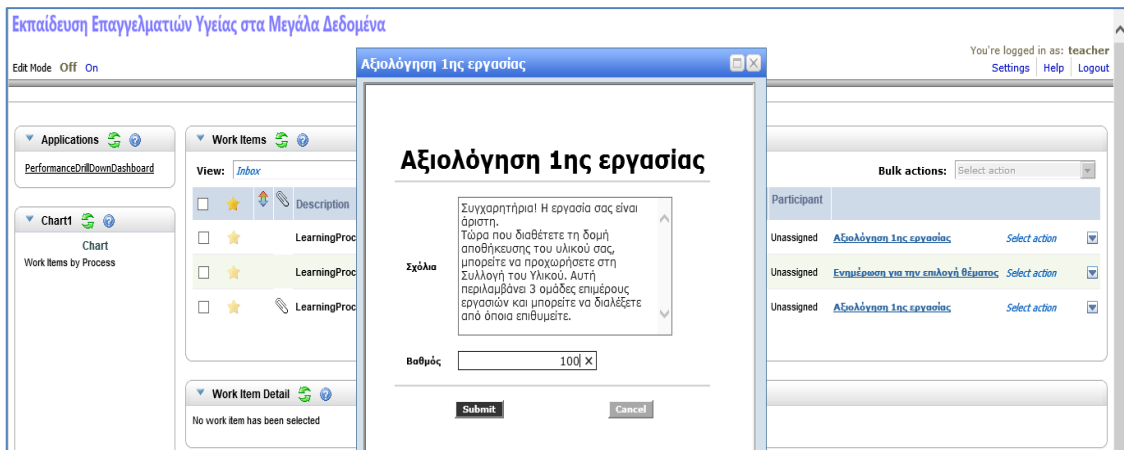 Εκπαίδευση Επαγγελματιών Υγείας στα Μεγάλα Δεδομένα
You're logged in as: teacher
Edit Mode Off On
Settings Help Logout
Applications
PerformanceDrillDownDashboard
Chart1
Chart
Work Items by Process
Work Items
View: Inbox
Bulk actions: Select action
Description
Participant
LearningProc
Unassigned Αξιολόγηση 1ης εργασίας Select action
LearningProc
Unassigned Ενημέρωση για την επιλογή θέματος Select action
LearningProc
Unassigned Αξιολόγηση 1ης εργασίας Select action
Work Item Detail
No work item has been selected
Αξιολόγηση 1ης εργασίας
Αξιολόγηση 1ης εργασίας
Σχόλια
Συγχαρητήρια! Η εργασία σας είναι
άριστη.
Τώρα που διαθέτετε τη δομή
αποθήκευσης του υλικού σας,
μπορείτε να προχωρήσετε στη
Συλλογή του Υλικού. Αυτή
περιλαμβάνει 3 ομάδες επιμέρους
εργασιών και μπορείτε να διαλέξετε
από όποια επιθυμείτε.
Βαθμός 100
Submit Cancel